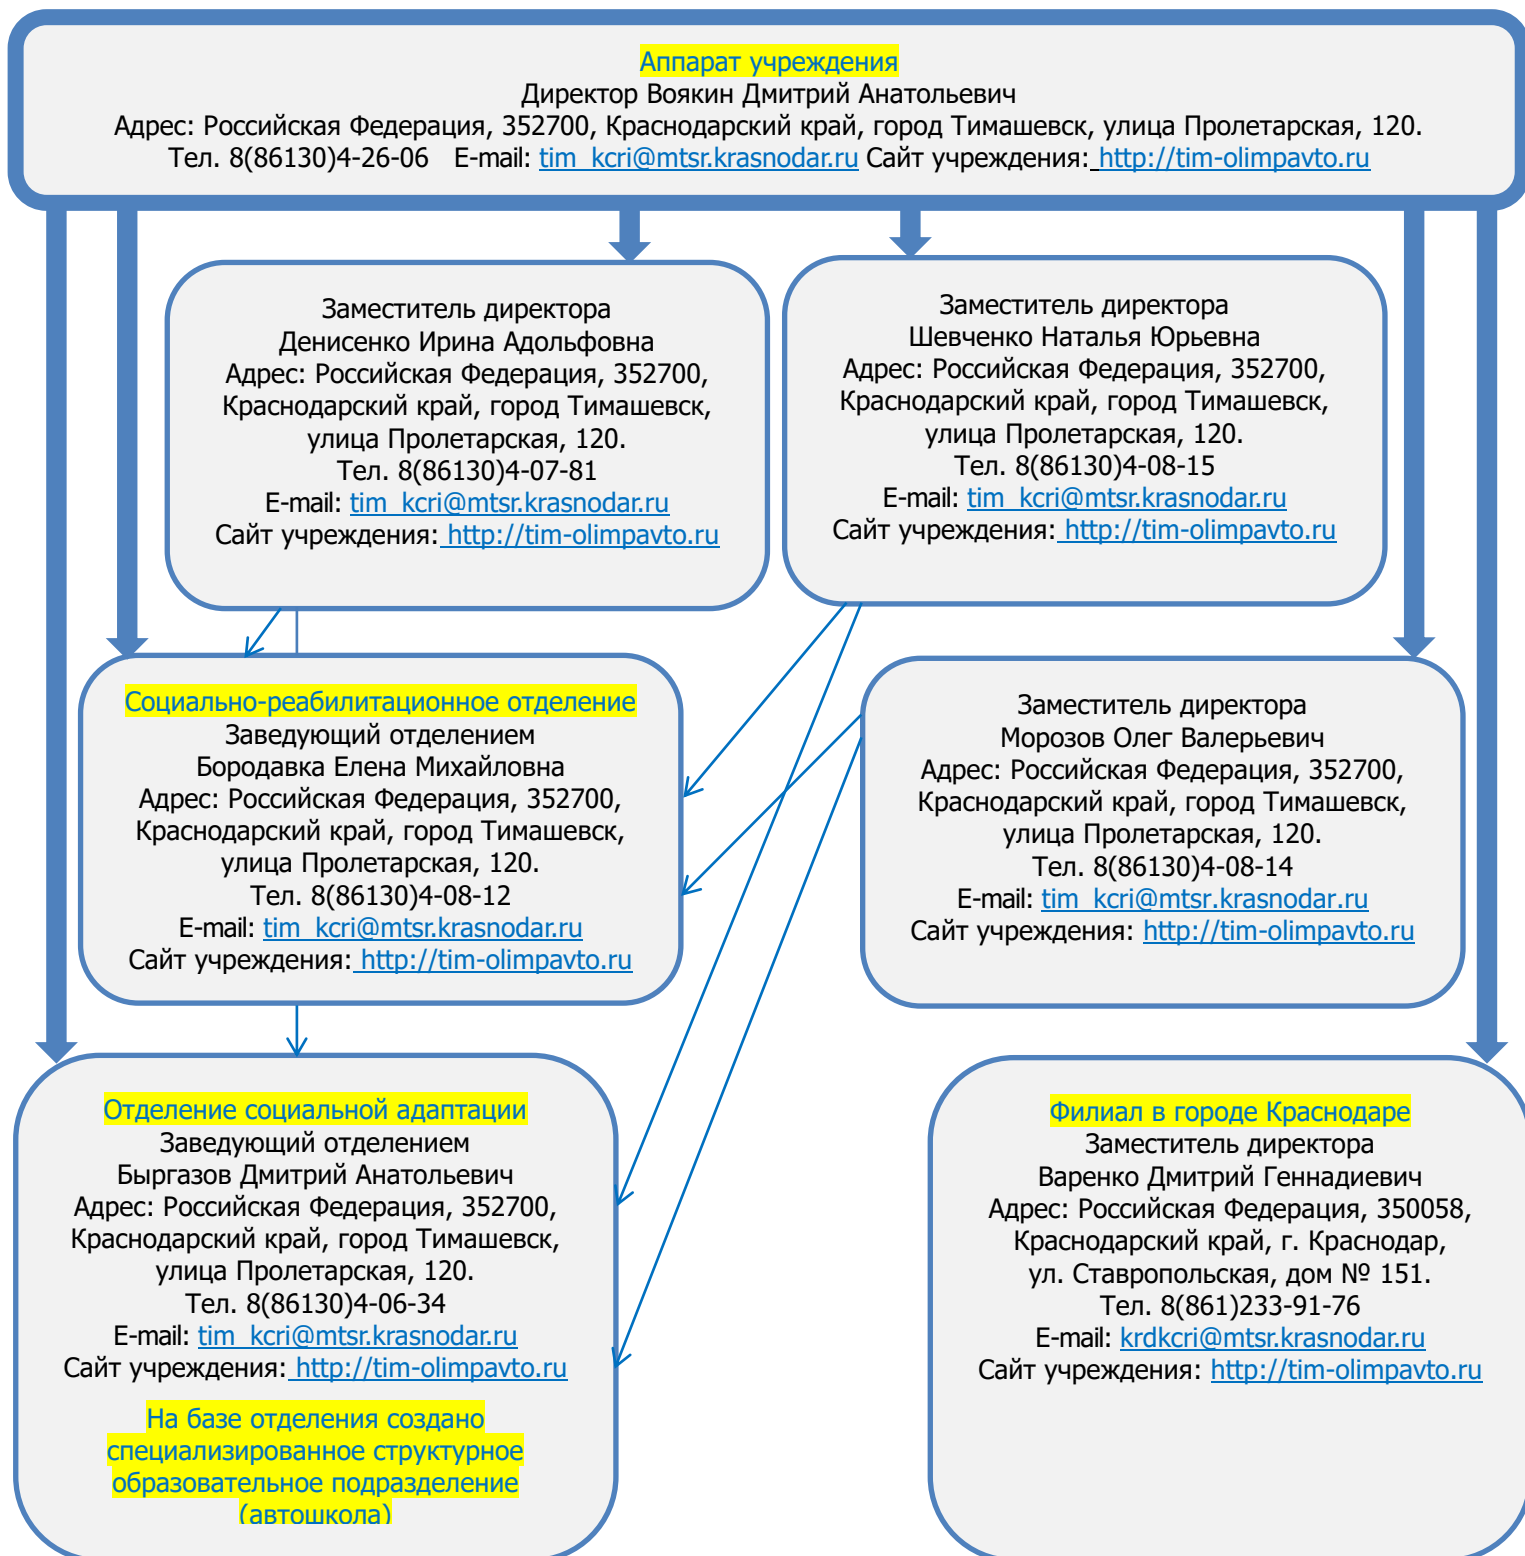 Аппарат учреждения
Директор Воякин Дмитрий Анатольевич
Адрес: Российская Федерация, 352700, Краснодарский край, город Тимашевск, улица Пролетарская, 120.
Тел. 8(86130)4-26-06 E-mail: tim_kcri@mtsr.krasnodar.ru Сайт учреждения: http://tim-olimpavto.ru
Заместитель директора
Денисенко Ирина Адольфовна
Адрес: Российская Федерация, 352700,
Краснодарский край, город Тимашевск,
улица Пролетарская, 120.
Тел. 8(86130)4-07-81
E-mail: tim_kcri@mtsr.krasnodar.ru
Сайт учреждения: http://tim-olimpavto.ru
Заместитель директора
Шевченко Наталья Юрьевна
Адрес: Российская Федерация, 352700,
Краснодарский край, город Тимашевск,
улица Пролетарская, 120.
Тел. 8(86130)4-08-15
E-mail: tim_kcri@mtsr.krasnodar.ru
Сайт учреждения: http://tim-olimpavto.ru
Социально-реабилитационное отделение
Заведующий отделением
Бородавка Елена Михайловна
Адрес: Российская Федерация, 352700,
Краснодарский край, город Тимашевск,
улица Пролетарская, 120.
Тел. 8(86130)4-08-12
E-mail: tim_kcri@mtsr.krasnodar.ru
Сайт учреждения: http://tim-olimpavto.ru
Заместитель директора
Морозов Олег Валерьевич
Адрес: Российская Федерация, 352700,
Краснодарский край, город Тимашевск,
улица Пролетарская, 120.
Тел. 8(86130)4-08-14
E-mail: tim_kcri@mtsr.krasnodar.ru
Сайт учреждения: http://tim-olimpavto.ru
Отделение социальной адаптации
Заведующий отделением
Быргазов Дмитрий Анатольевич
Адрес: Российская Федерация, 352700,
Краснодарский край, город Тимашевск,
улица Пролетарская, 120.
Тел. 8(86130)4-06-34
E-mail: tim_kcri@mtsr.krasnodar.ru
Сайт учреждения: http://tim-olimpavto.ru
На базе отделения создано
специализированное структурное
образовательное подразделение
(автошкола)
Филиал в городе Краснодаре
Заместитель директора
Варенко Дмитрий Геннадиевич
Адрес: Российская Федерация, 350058,
Краснодарский край, г. Краснодар,
ул. Ставропольская, дом № 151.
Тел. 8(861)233-91-76
E-mail: krdkcri@mtsr.krasnodar.ru
Сайт учреждения: http://tim-olimpavto.ru